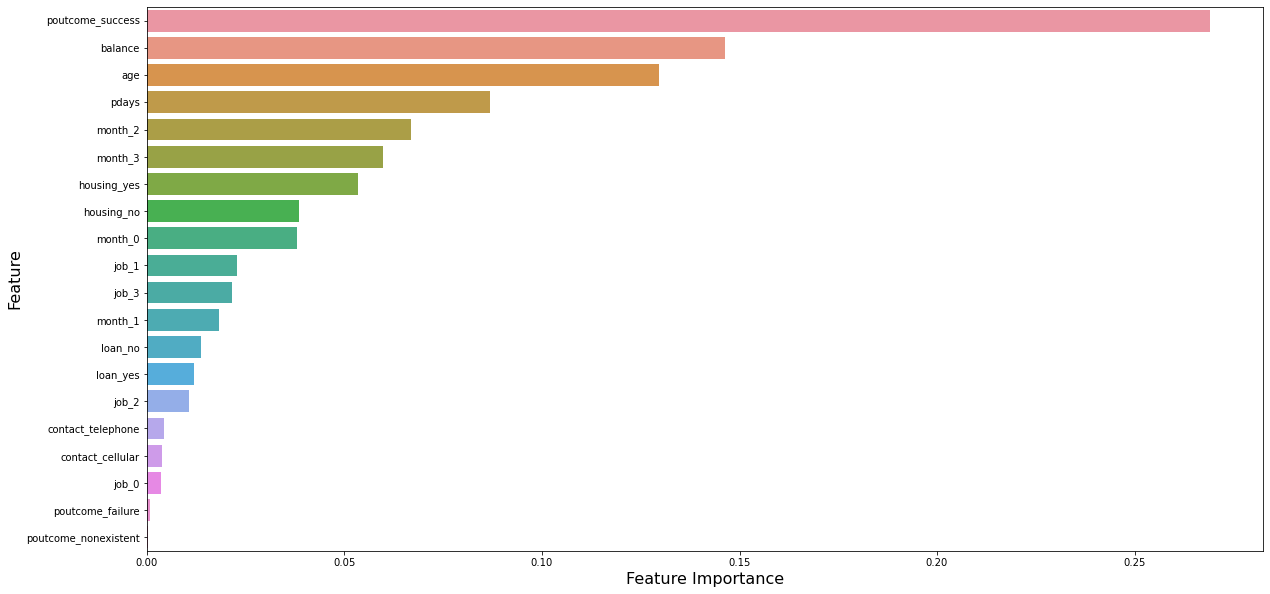 poutcome_success
balance
age
pdays
month_2
month_3
housing_yes
housing_no
month_0
job_1
job_3
month_1
loan_no
loan_yes
job_2
contact_telephone
contact_cellular
job_0
poutcome_failure
poutcome_nonexistent
Feature
0.00 0.05 0.10 0.15 0.20 0.25
Feature Importance